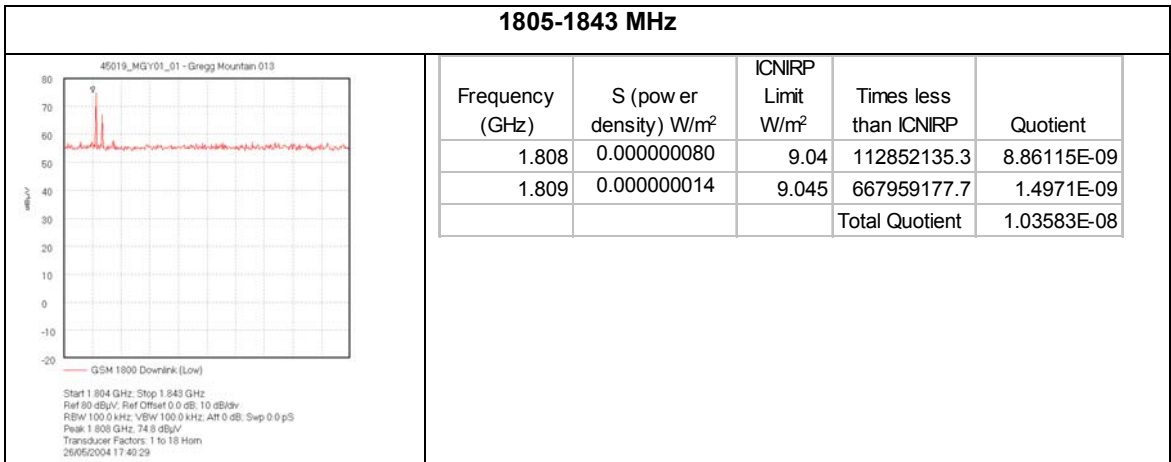 1805-1843 MHz
45019_MGY01_01 - Gregg Mountain 013
80
70
60
50
40
30
20
10
0
-10
-20
dBµV
GSM 1800 Downlink (Low)
Start 1.804 GHz; Stop 1.843 GHz
Ref 80 dBµV; Ref Offset 0.0 dB; 10 dB/div
RBW 100.0 kHz; VBW 100.0 kHz; Att 0 dB; Swp 0.0 pS
Peak 1.808 GHz, 74.8 dBµV
Transducer Factors: 1 to 18 Horn
26/05/2004 17:40:29
Frequency (GHz) S (pow er density) W/m² ICNIRP Limit W/m² Times less than ICNIRP Quotient
1.808 0.000000080 9.04 112852135.3 8.86115E-09
1.809 0.000000014 9.045 667959177.7 1.4971E-09
Total Quotient 1.03583E-08